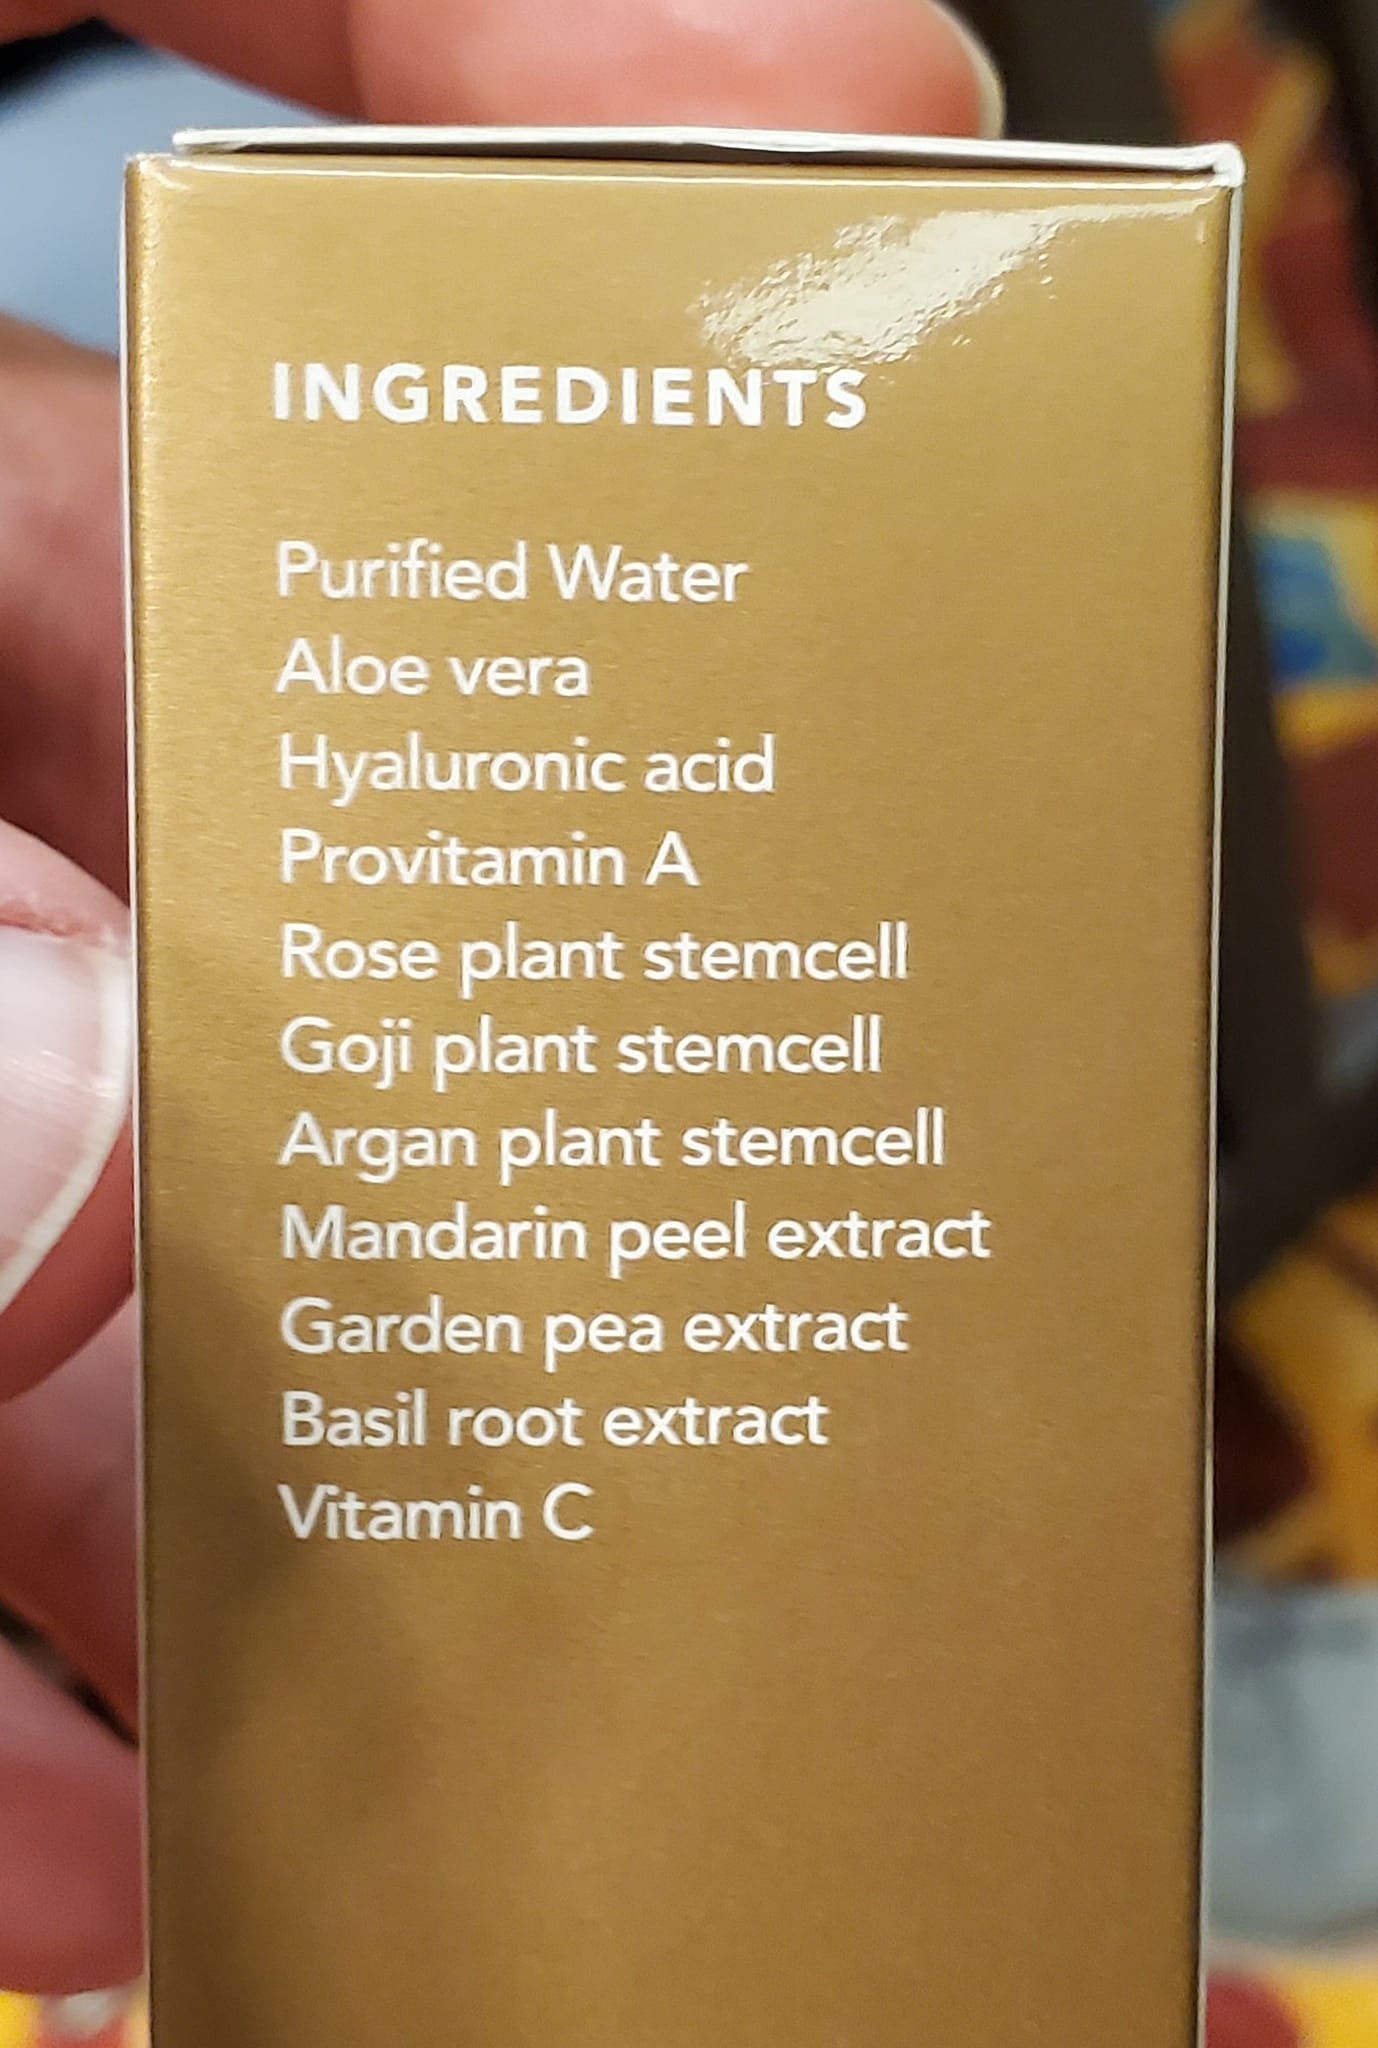 INGREDIENTS
Purified Water
Aloe vera
Hyaluronic acid
Provitamin A
Rose plant stemcell
Goji plant stemcell
Argan plant stemcell
Mandarin peel extract
Garden pea extract
Basil root extract
Vitamin C